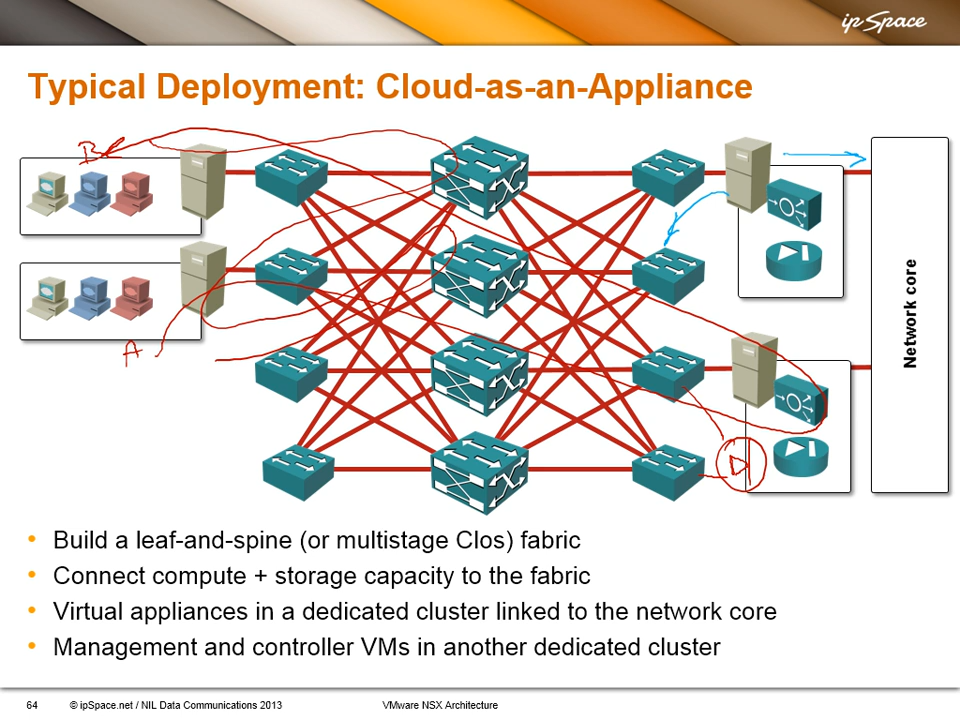 ipSpace
Typical Deployment: Cloud-as-an-Appliance
B
A
D
Network core
• Build a leaf-and-spine (or multistage Clos) fabric
• Connect compute + storage capacity to the fabric
• Virtual appliances in a dedicated cluster linked to the network core
• Management and controller VMs in another dedicated cluster
64 © ipSpace.net / NIL Data Communications 2013 VMware NSX Architecture